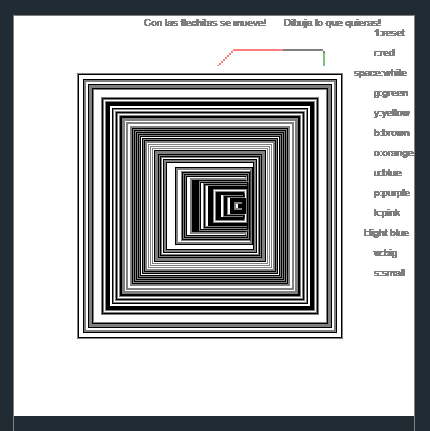 Con las flechitas se mueve! Dibuja lo que quieras!
1:reset
r:red
space:white
g:green
y:yellow
b:brown
o:orange
u:blue
p:purple
k:pink
l:light blue
w:big
s:small